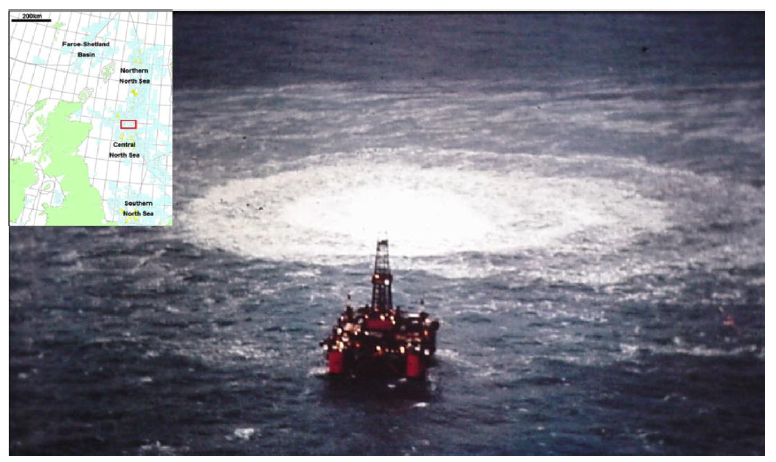 200km
Faroe-Shetland
Basin
Northern
North Sea
Central
North Sea
Southern
North Sea